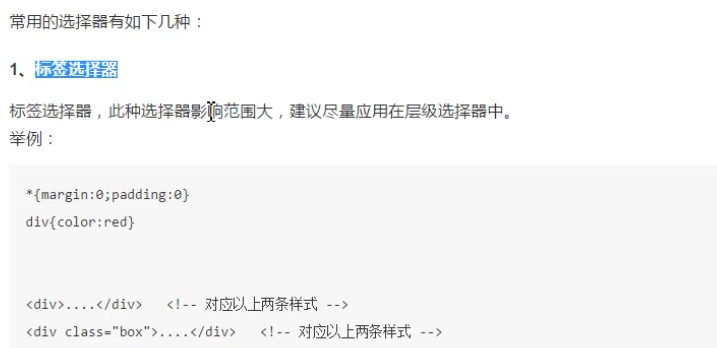 常用的选择器有如下几种：
1、标签选择器
标签选择器，此种选择器影响范围大，建议尽量应用在层级选择器中。
举例：
*{margin:0;padding:0}
div{color:red}
<div>....</div>   <!-- 对应以上两条样式 -->
<div class="box">....</div>   <!-- 对应以上两条样式 -->